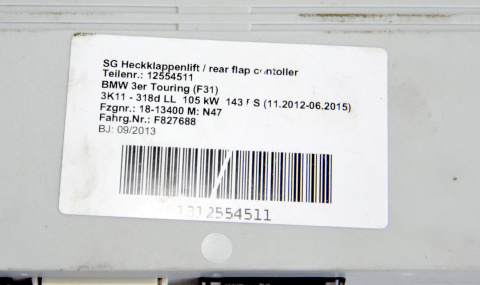 SG Heckklappenlift / rear flap contoller
Teilenr.: 12554511
BMW 3er Touring (F31)
3K11 - 318d LL 105 kW 143 PS (11.2012-06.2015)
Fzgnr.: 18-13400 M: N47
Fahrg.Nr.: F827688
BJ: 09/2013
1312554511